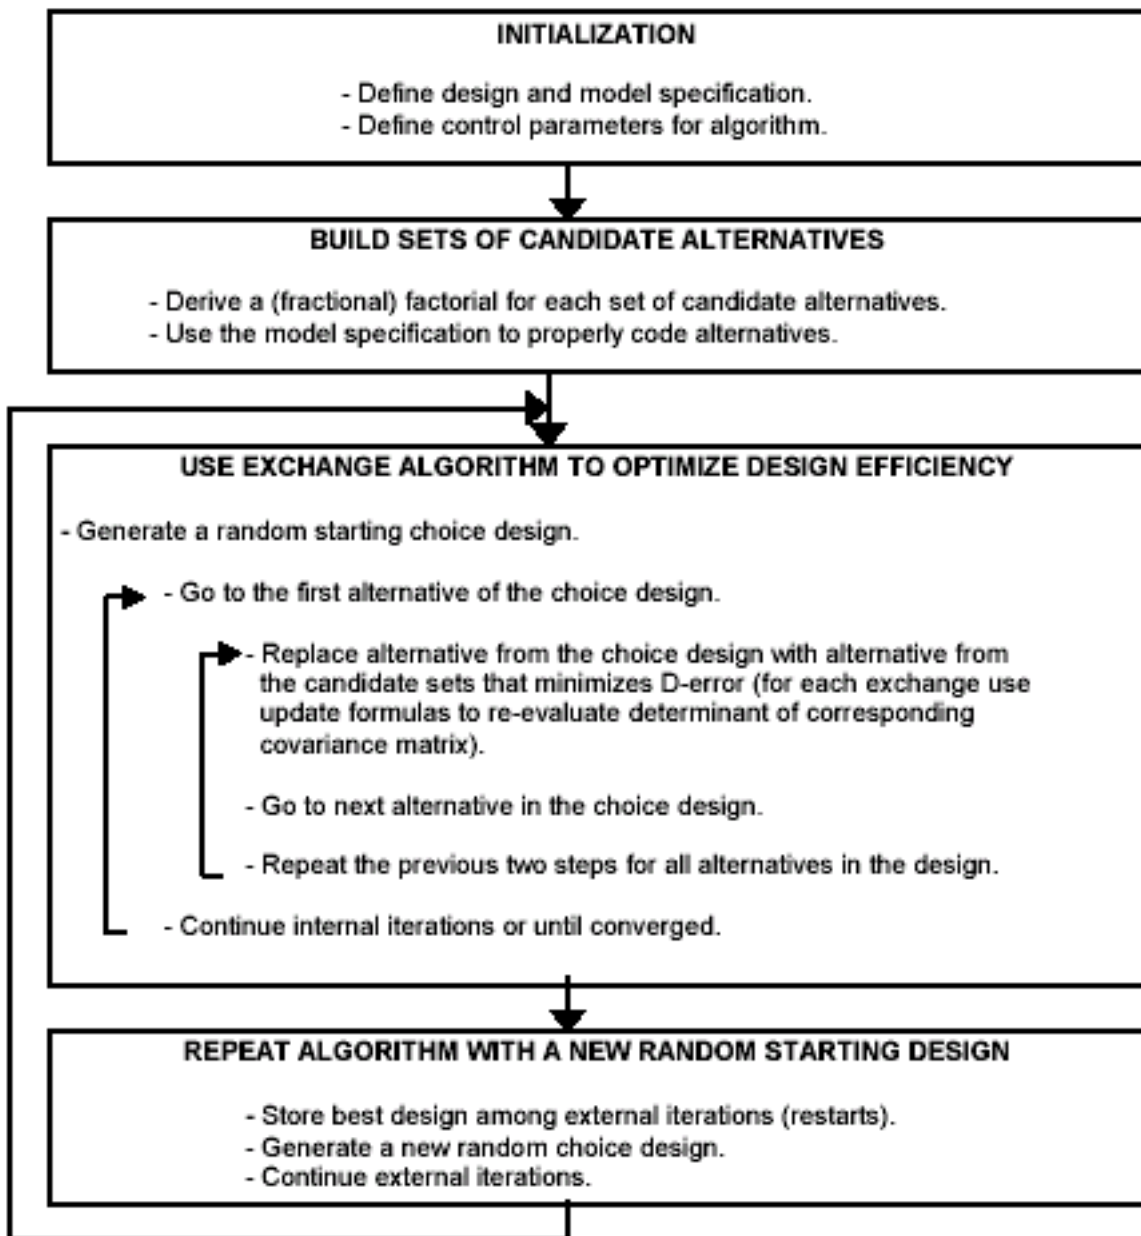 INITIALIZATION
- Define design and model specification.
- Define control parameters for algorithm.
BUILD SETS OF CANDIDATE ALTERNATIVES
- Derive a (fractional) factorial for each set of candidate alternatives.
- Use the model specification to properly code alternatives.
USE EXCHANGE ALGORITHM TO OPTIMIZE DESIGN EFFICIENCY
- Generate a random starting choice design.
- Go to the first alternative of the choice design.
- Replace alternative from the choice design with alternative from
the candidate sets that minimizes D-error (for each exchange use
update formulas to re-evaluate determinant of corresponding
covariance matrix).
- Go to next alternative in the choice design.
- Repeat the previous two steps for all alternatives in the design.
- Continue internal iterations or until converged.
REPEAT ALGORITHM WITH A NEW RANDOM STARTING DESIGN
- Store best design among external iterations (restarts).
- Generate a new random choice design.
- Continue external iterations.